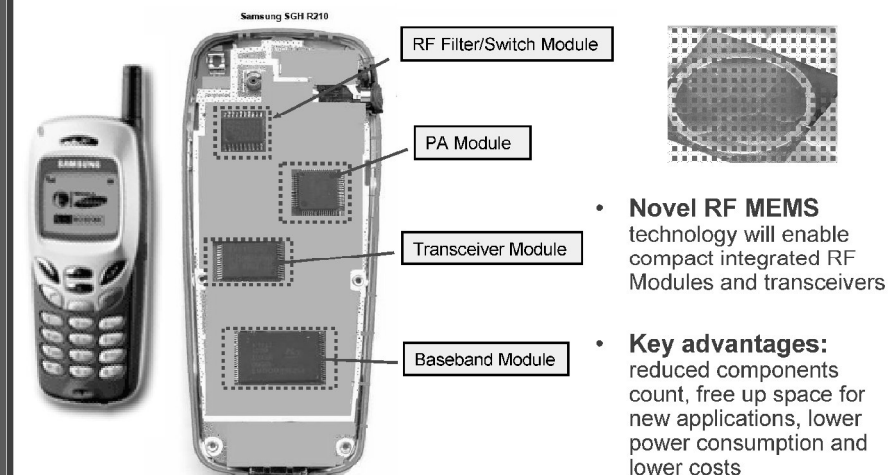 Samsung SGH R210
RF Filter/Switch Module
PA Module
Transceiver Module
Baseband Module
SAMSUNG
• Novel RF MEMS
technology will enable
compact integrated RF
Modules and transceivers
• Key advantages:
reduced components
count, free up space for
new applications, lower
power consumption and
lower costs